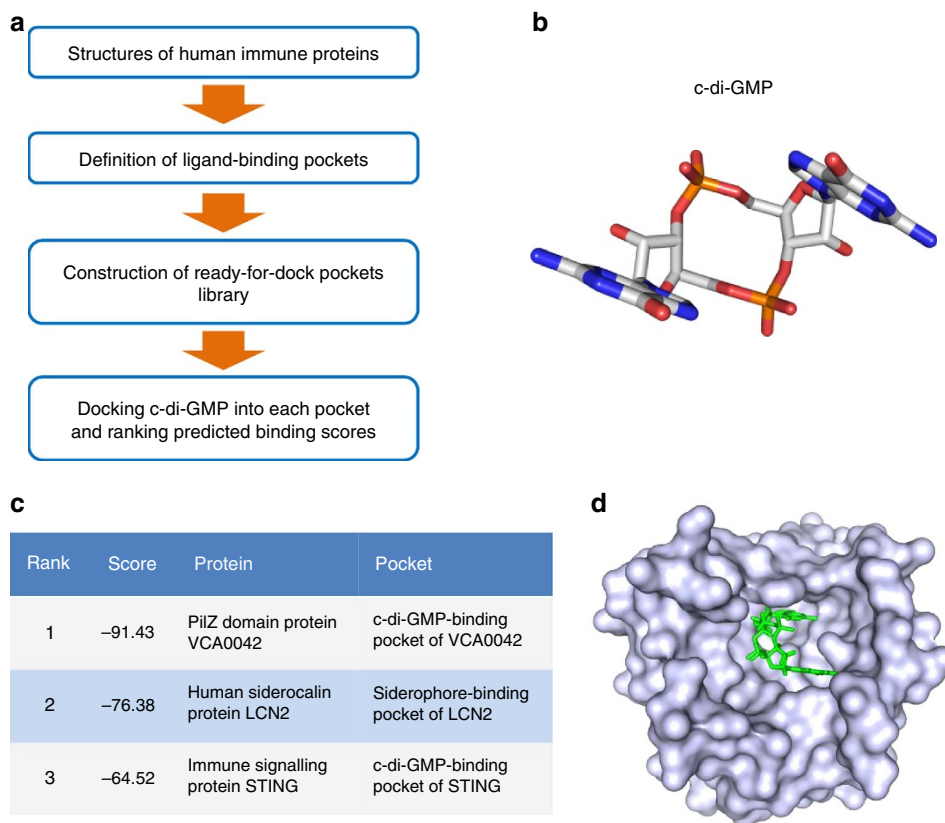 a
Structures of human immune proteins
Definition of ligand-binding pockets
Construction of ready-for-dock pockets
library
Docking c-di-GMP into each pocket
and ranking predicted binding scores
b
c-di-GMP
c
Rank Score Protein Pocket
1 –91.43 PilZ domain protein VCA0042 c-di-GMP-binding pocket of VCA0042
2 –76.38 Human siderocalin protein LCN2 Siderophore-binding pocket of LCN2
3 –64.52 Immune signalling protein STING c-di-GMP-binding pocket of STING
d